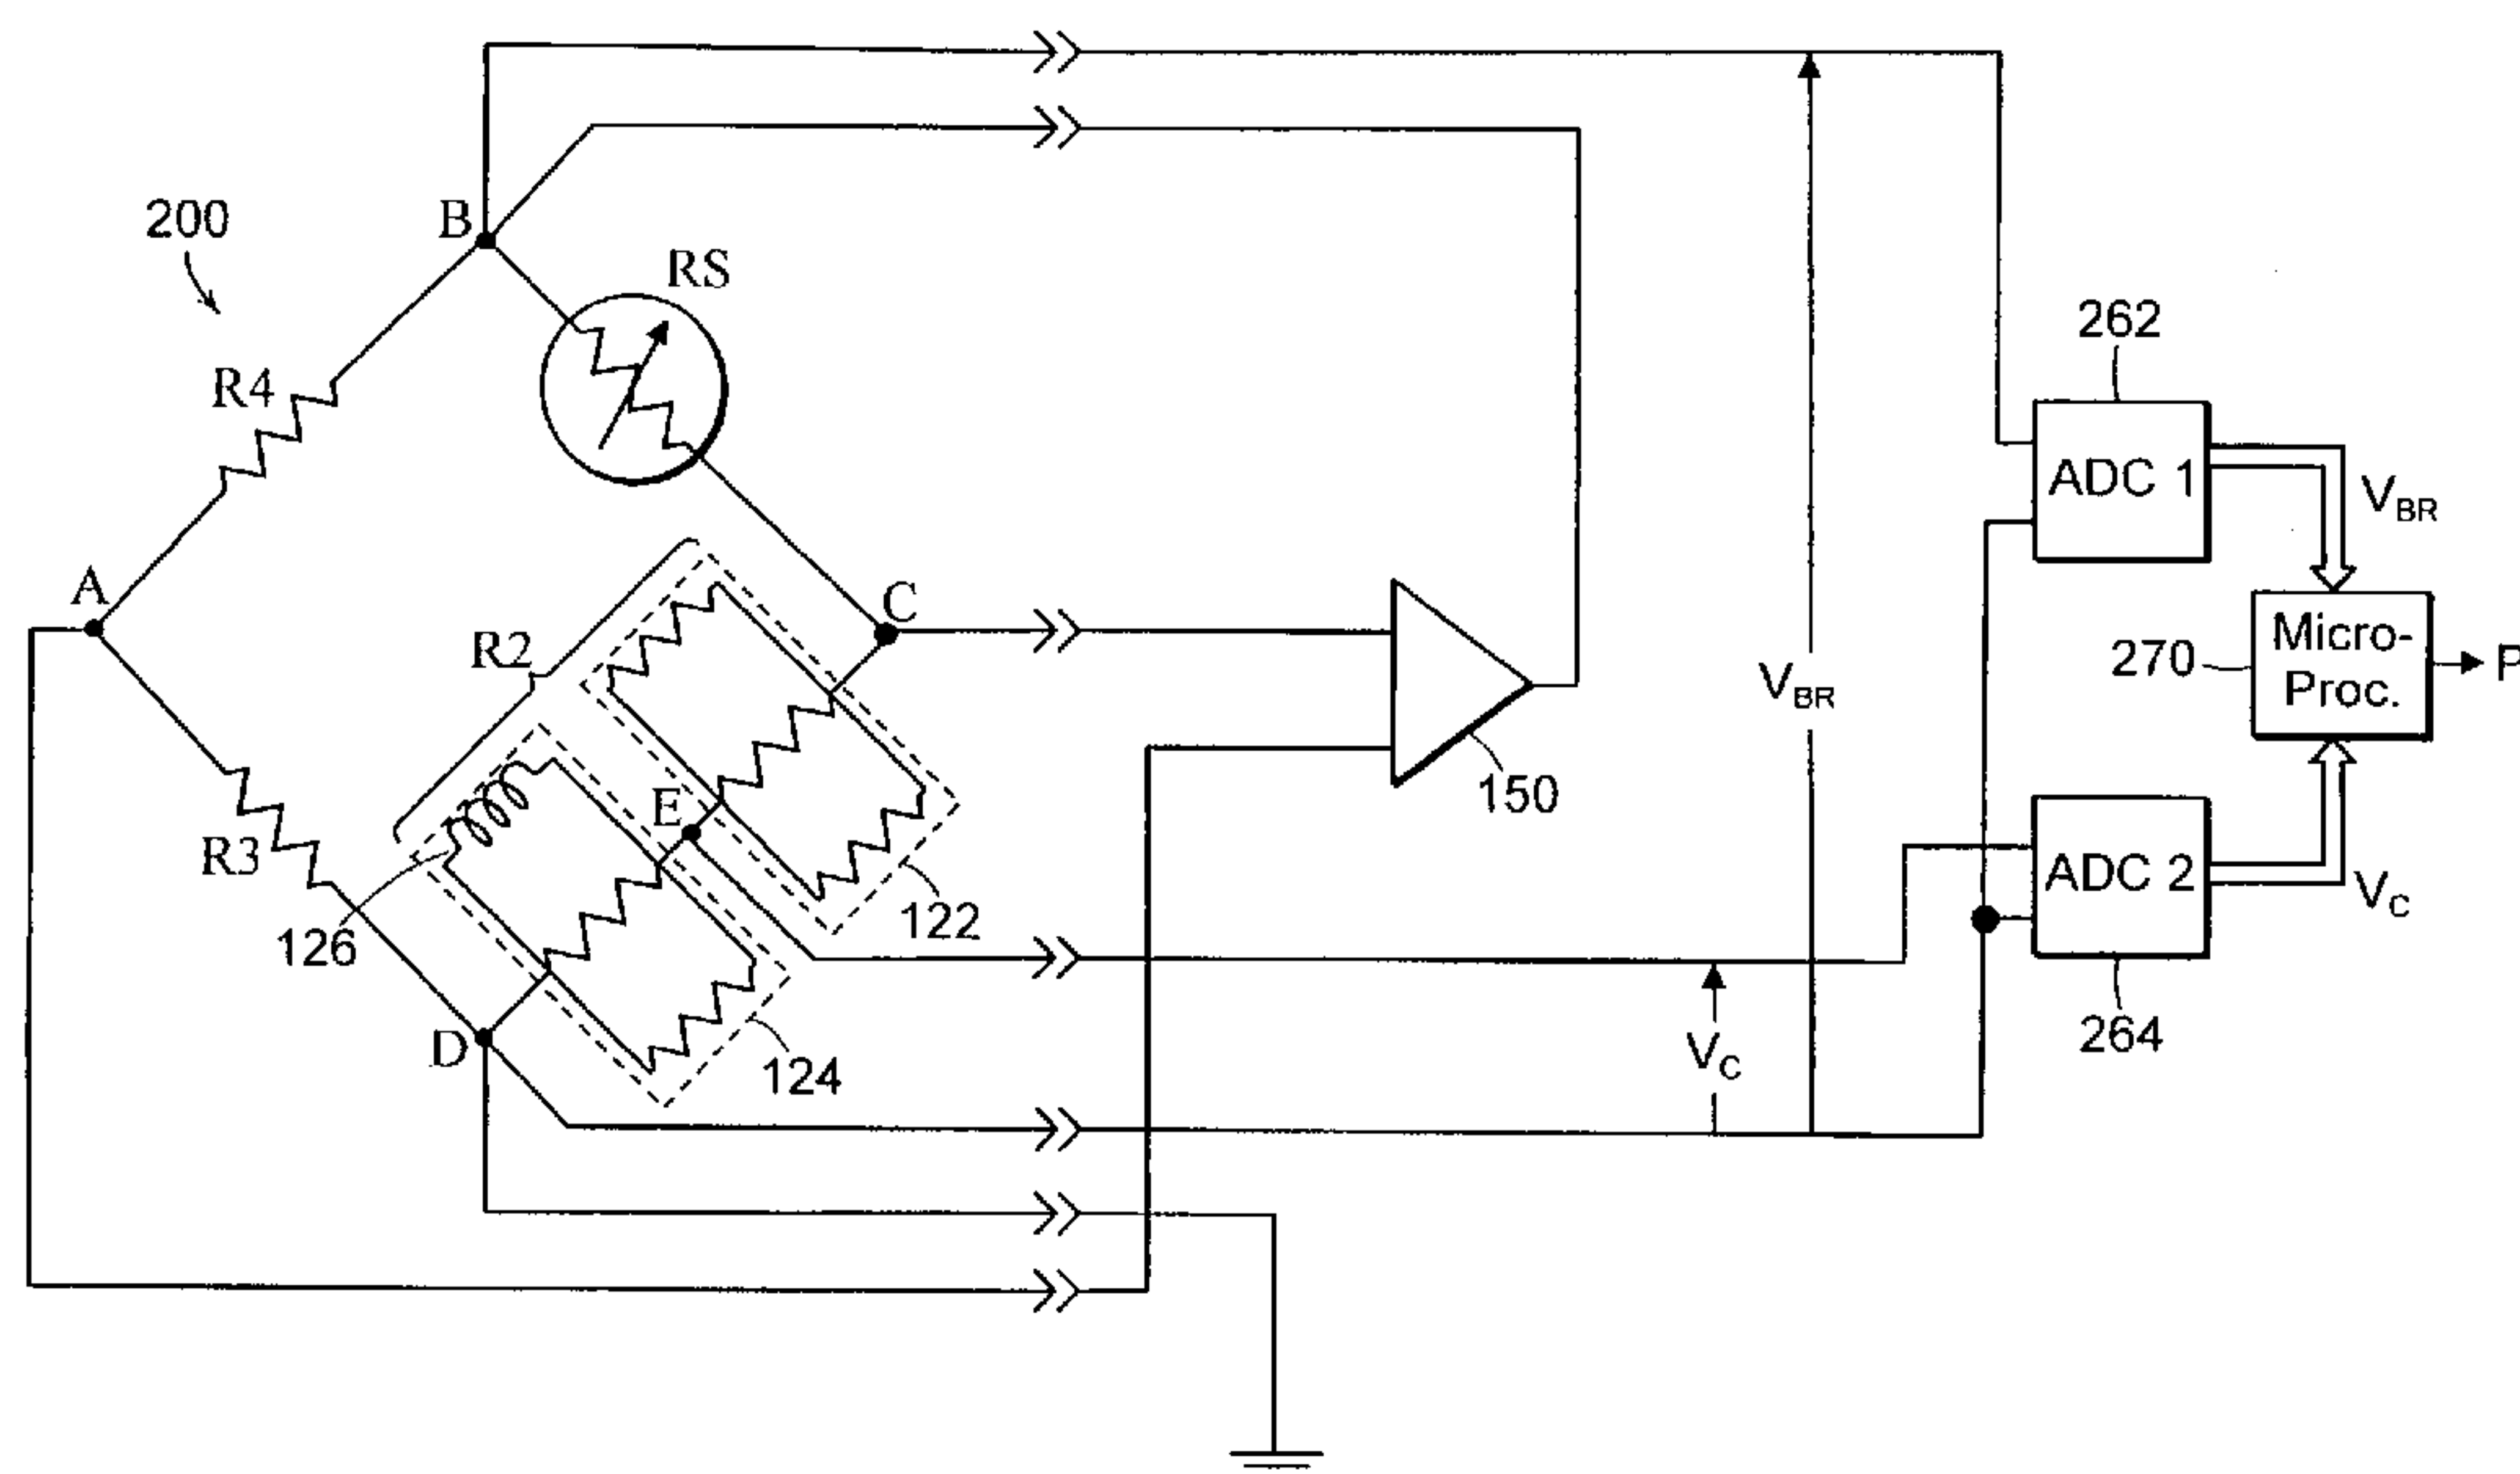 200
B
RS
R4
262
ADC 1
VBR
A
C
R2
Micro-
Proc.
270
P
VBR
150
E
R3
ADC 2
VC
126
122
D
VC
124
264